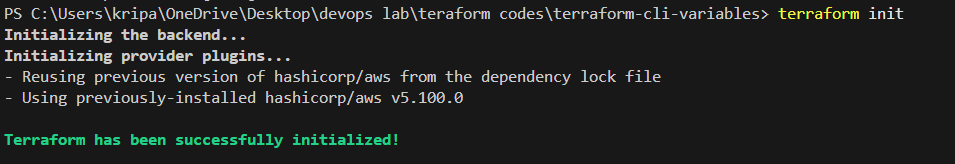 PS C:\Users\kripa\OneDrive\Desktop\devops lab\teraform codes\terraform-cli-variables> terraform init
Initializing the backend...
Initializing provider plugins...
- Reusing previous version of hashicorp/aws from the dependency lock file
- Using previously-installed hashicorp/aws v5.100.0
Terraform has been successfully initialized!